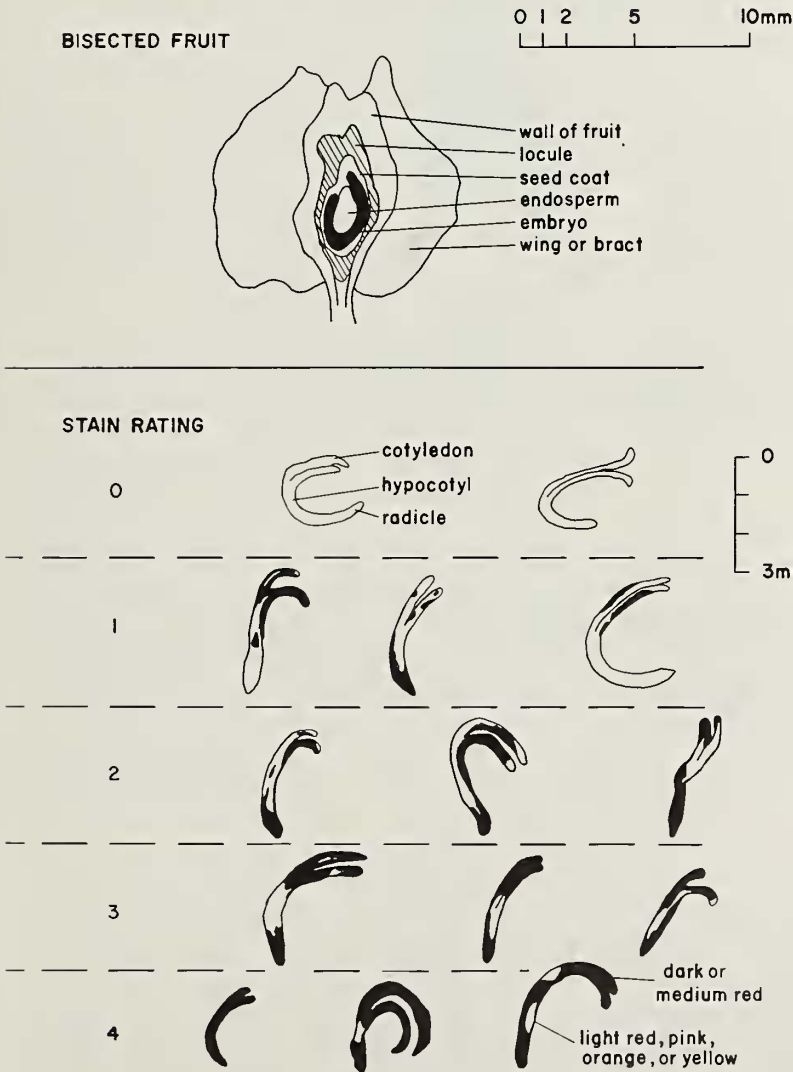 BISECTED FRUIT
0 1 2 5 10mm
wall of fruit
locule
seed coat
endosperm
embryo
wing or bract
STAIN RATING
0
cotyledon
hypocotyl
radicle
0
3m
1
2
3
4
dark or
medium red
light red, pink,
orange, or yellow